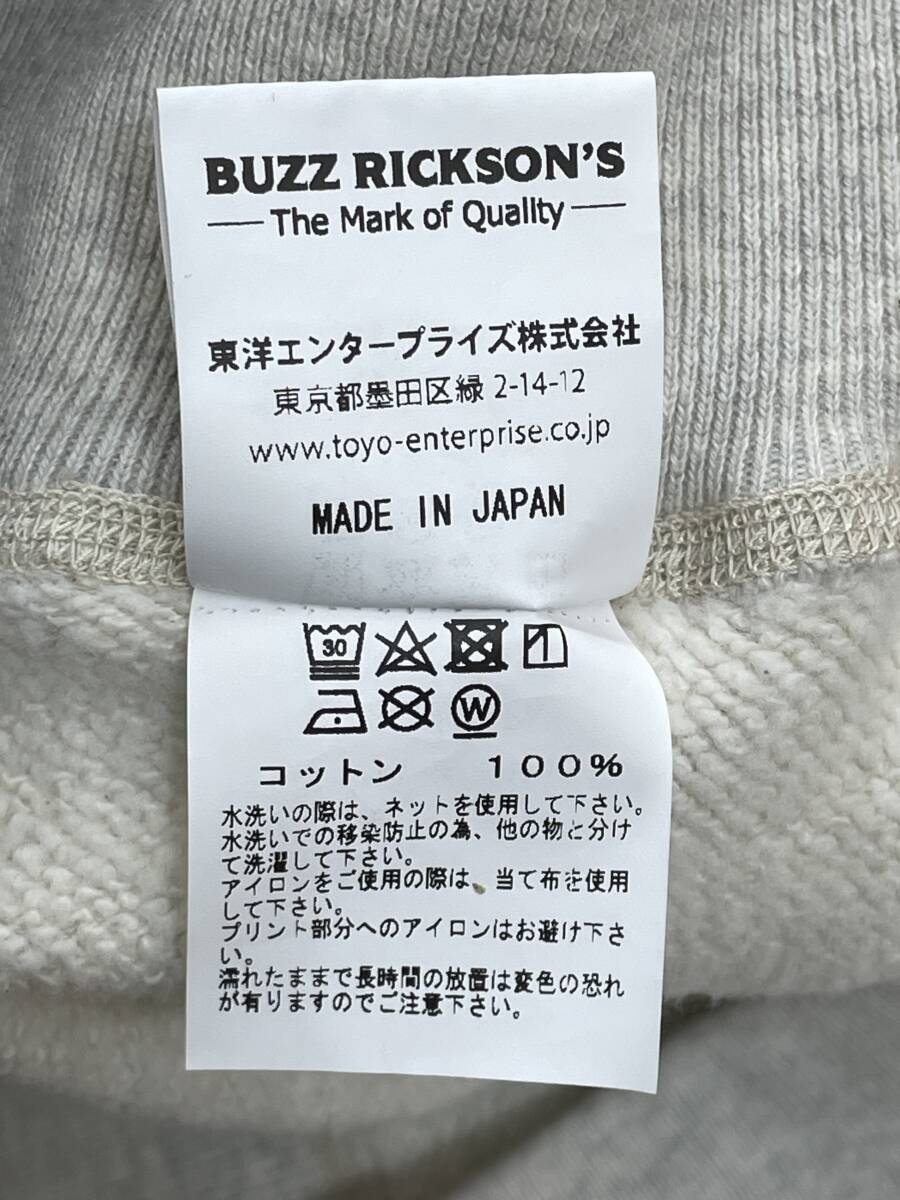 BUZZ RICKSON'S
The Mark of Quality
東洋エンタープライズ株式会社
東京都墨田区緑 2-14-12
www.toyo-enterprise.co.jp
MADE IN JAPAN
30
W
コットン 100%
水洗いの際は、ネットを使用して下さい。
水洗いでの移染防止の為、他の物と分け
て洗濯して下さい。
アイロンをご使用の際は、当て布を使用
して下さい。
プリント部分へのアイロンはお避け下さ
い。
濡れたままで長時間の放置は変色の恐れ
が有りますのでご注意下さい。